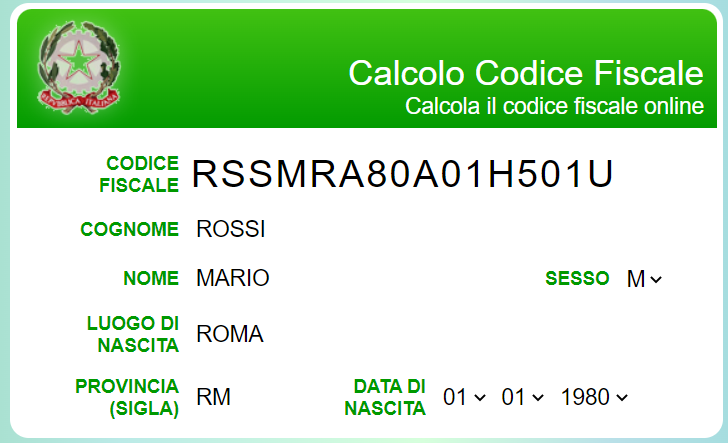 Calcolo Codice Fiscale
Calcola il codice fiscale online
REPVBBLICA ITALIANA
CODICE
FISCALE RSSMRA80A01H501U
COGNOME ROSSI
NOME MARIO SESSO M
LUOGO DI
NASCITA ROMA
PROVINCIA
(SIGLA) RM DATA DI
NASCITA 01 01 1980